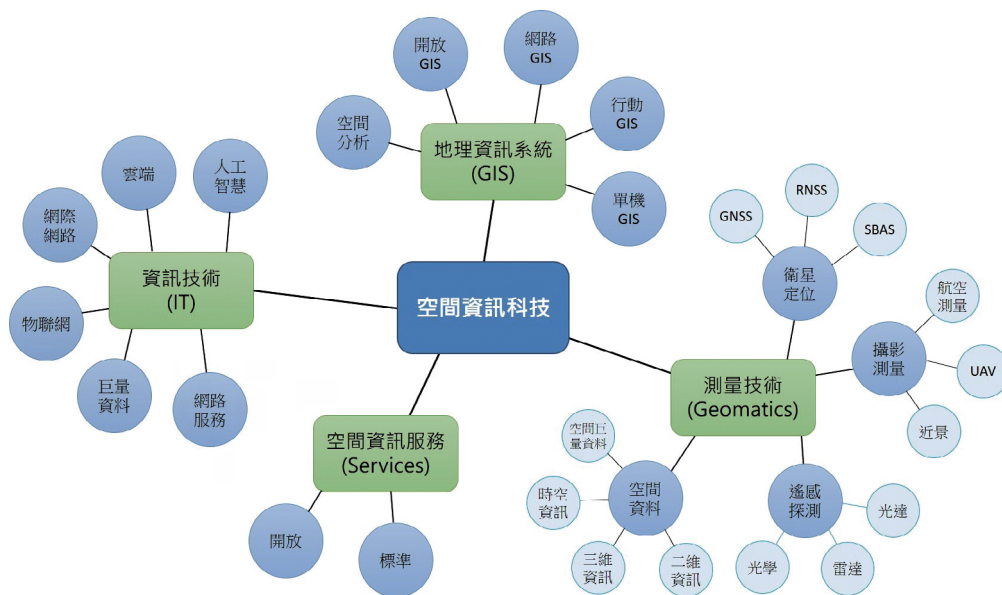 開放
GIS
網路
GIS
空間
分析
行動
GIS
地理資訊系統
(GIS)
單機
GIS
雲端
人工
智慧
網際
網路
資訊技術
(IT)
物聯網
巨量
資料
網路
服務
空間資訊科技
GNSS
RNSS
SBAS
衛星
定位
航空
測量
攝影
測量
UAV
近景
測量技術
(Geomatics)
空間資訊服務
(Services)
開放
標準
空間巨
量資料
時空
資訊
空間
資料
三維
資訊
二維
資訊
遙感
探測
光達
光學
雷達